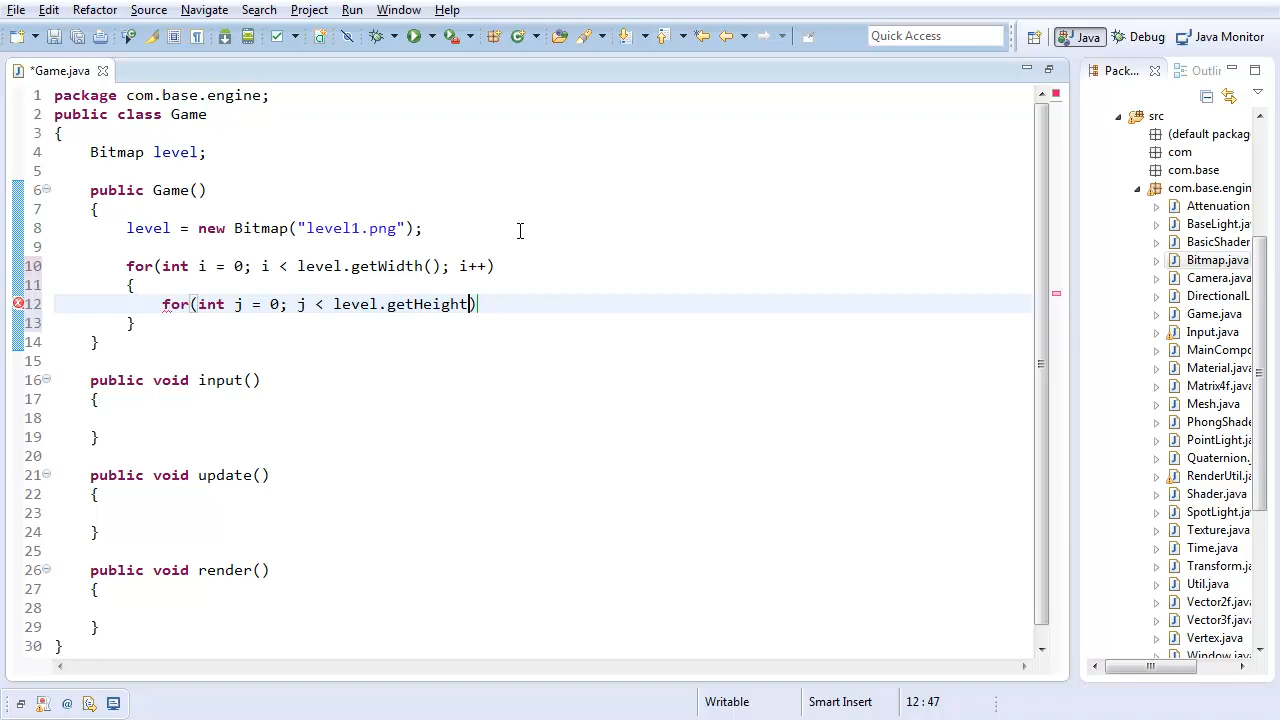 File Edit Refactor Source Navigate Search Project Run Window Help
Quick Access
Java Debug Java Monitor
*Game.java
1 package com.base.engine;
2 public class Game
3 {
4 Bitmap level;
5
6 public Game()
7 {
8 level = new Bitmap("level1.png");
9
10 for(int i = 0; i < level.getWidth(); i++)
11 {
12 for(int j = 0; j < level.getHeight)
13 }
14 }
15
16 public void input()
17 {
18
19 }
20
21 public void update()
22 {
23
24 }
25
26 public void render()
27 {
28
29 }
30 }
Pack... Outlin
src
(default packag
com
com.base
com.base.engin
Attenuation
BaseLight.jav
BasicShader
Bitmap.java
Camera.java
DirectionalL
Game.java
Input.java
MainCompo
Material.java
Matrix4f.java
Mesh.java
PhongShade
PointLight.jav
Quaternion.
RenderUtil.ja
Shader.java
SpotLight.jav
Texture.java
Time.java
Transform.ja
Util.java
Vector2f.java
Vector3f.java
Vertex.java
Window.java
Writable Smart Insert 12 : 47